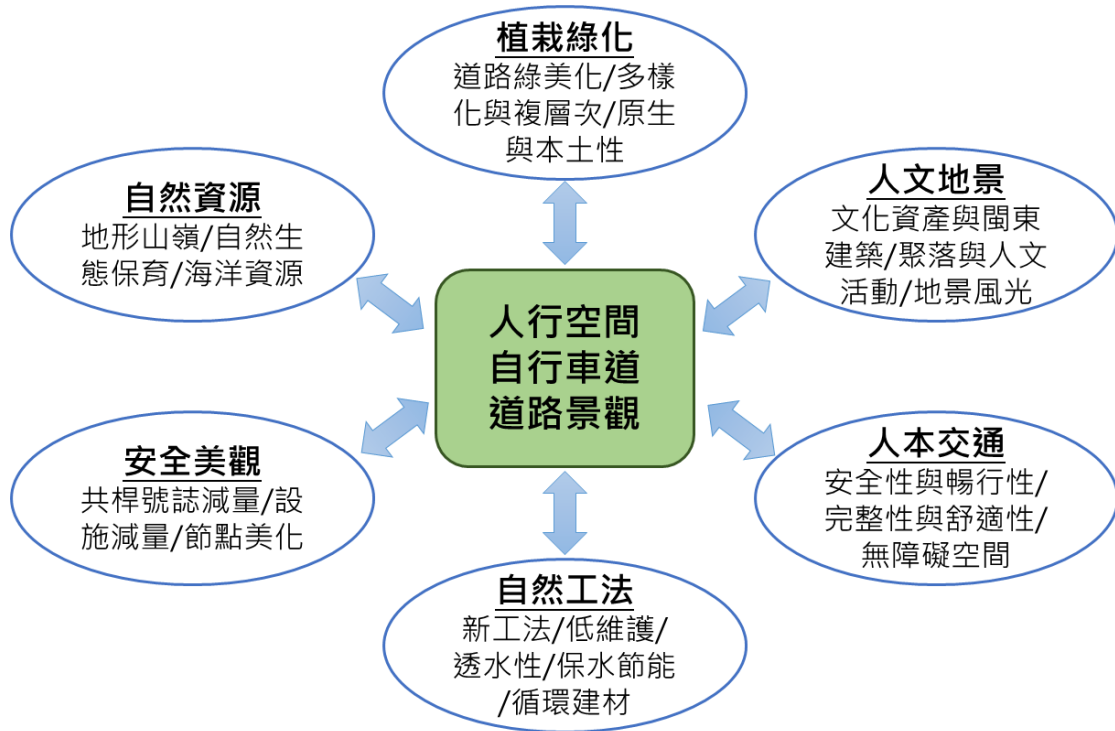 植栽綠化
道路綠美化/多樣
化與複層次/原生
與本土性
自然資源
地形山嶺/自然生
態保育/海洋資源
人文地景
文化資產與閩東
建築/聚落與人文
活動/地景風光
人行空間
自行車道
道路景觀
安全美觀
共桿號誌減量/設
施減量/節點美化
人本交通
安全性與暢行性/
完整性與舒適性/
無障礙空間
自然工法
新工法/低維護/
透水性/保水節能
/循環建材